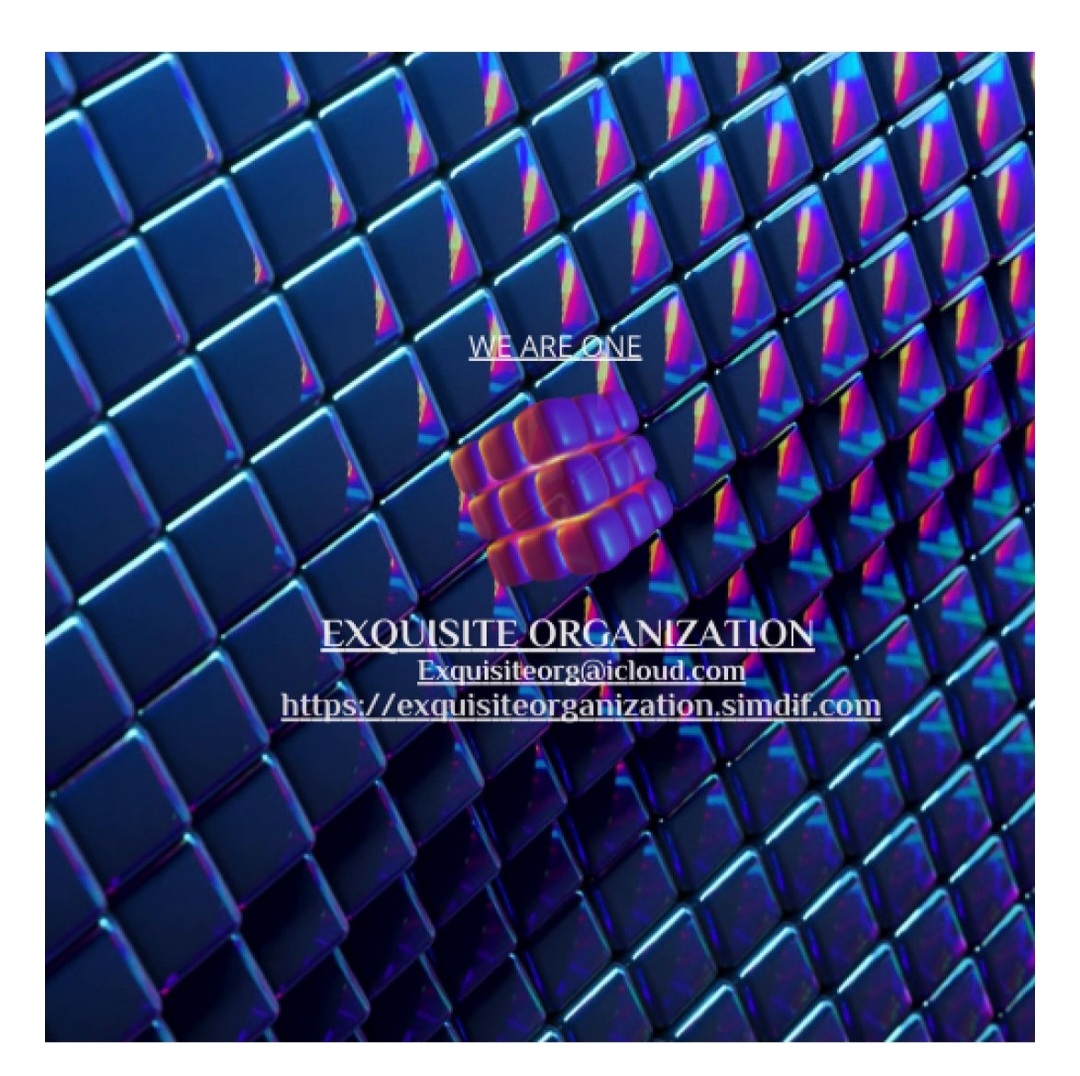 WE ARE ONE
EXQUISITE ORGANIZATION
Exquisiteorg@icloud.com
https://exquisiteorganization.simdif.com